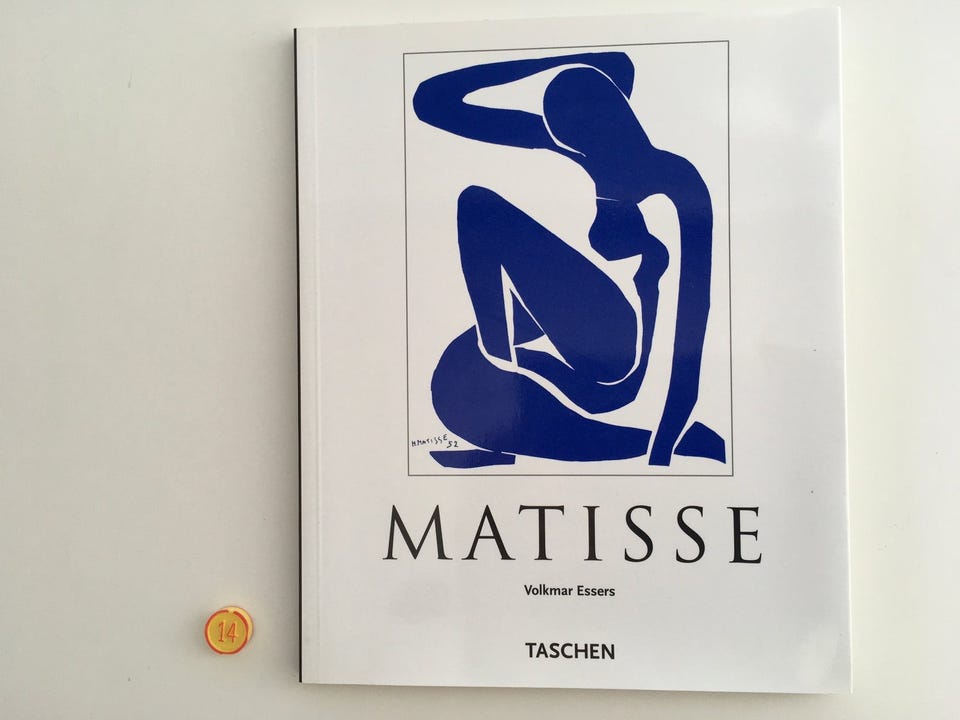 H.MATISSE
52
MATISSE
Volkmar Essers
TASCHEN
14